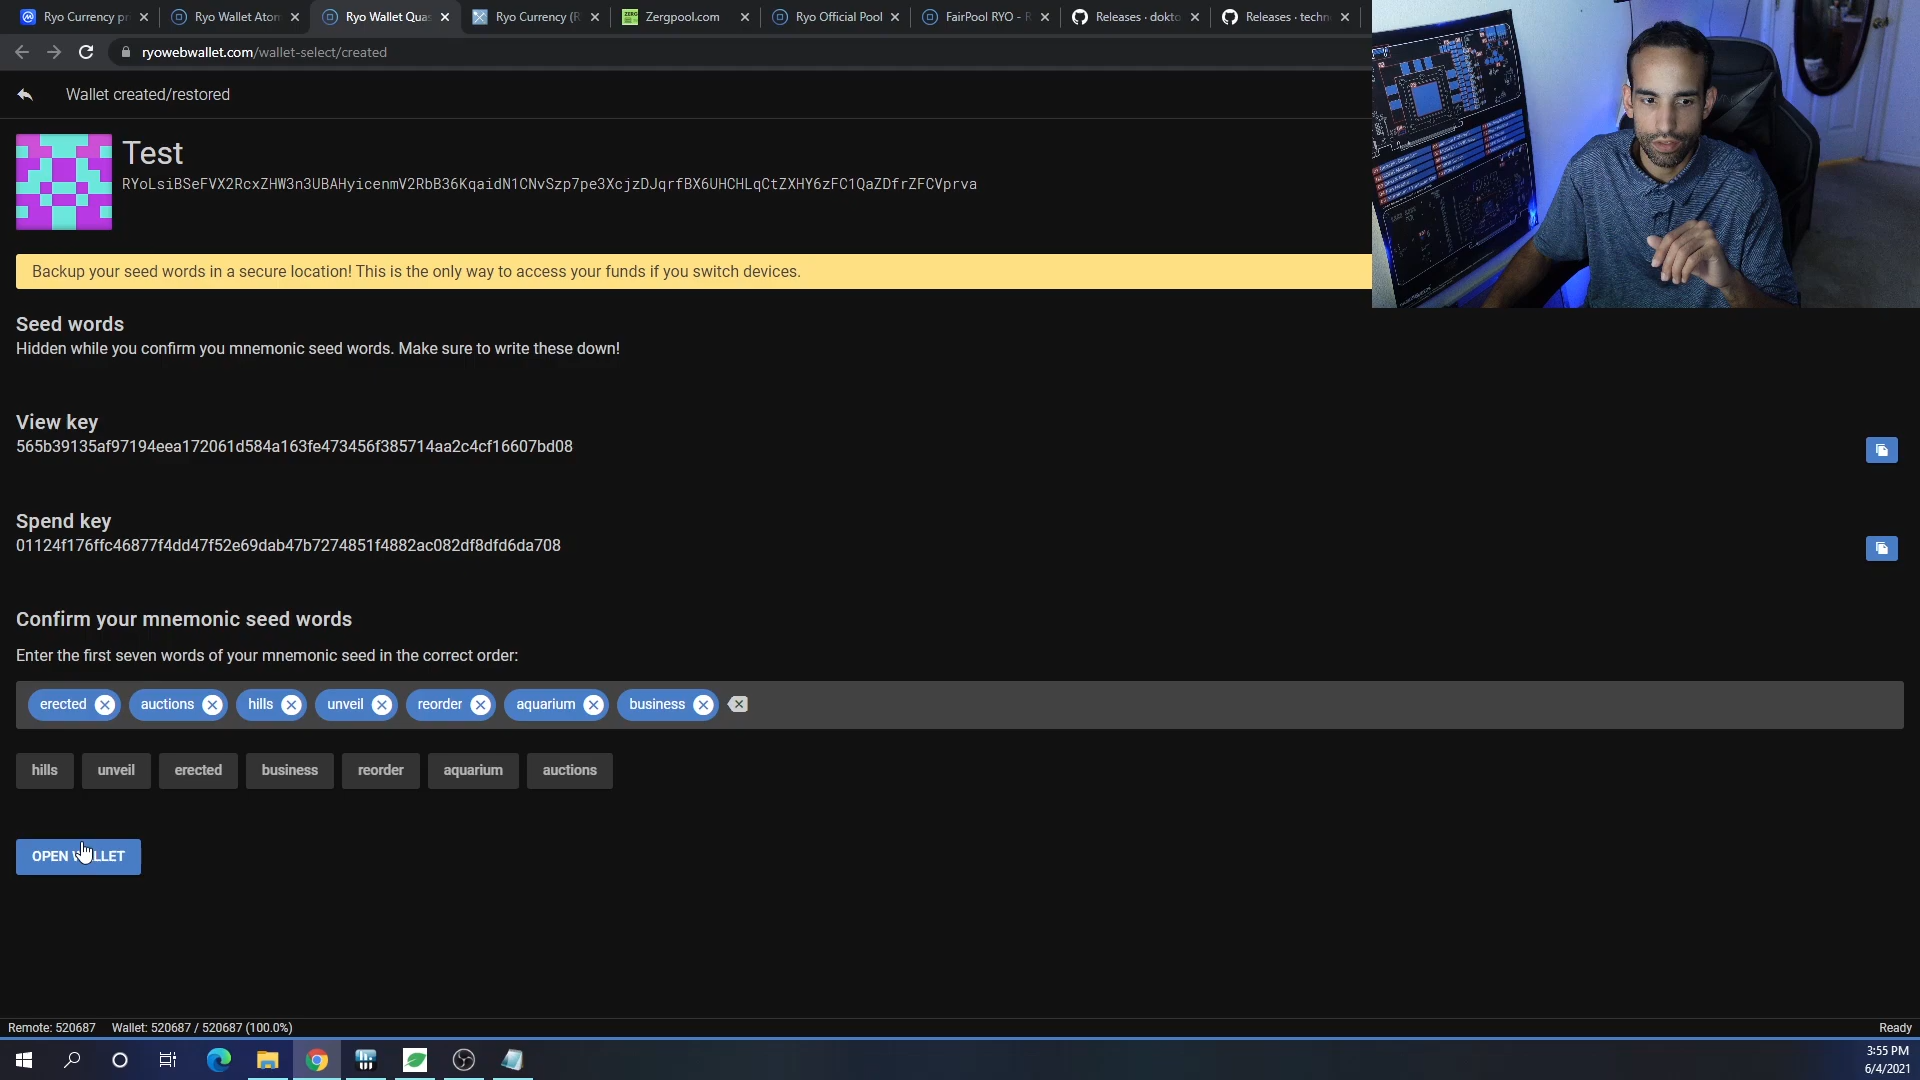 Ryo Currency pr
Ryo Wallet Atom
Ryo Wallet Quas
Ryo Currency (R
Zergpool.com
Ryo Official Pool
FairPool RYO - R
Releases · dokto
Releases · techn
ryowebwallet.com/wallet-select/created
Wallet created/restored
Test
RYoLsiBSeFVX2RcxZHW3n3UBAHyicenmV2RbB36KqaidN1CNvSzp7pe3XcjzDJqrfBX6UHCHLqCtZXHY6zFC1QaZDfrZFCVprva
Backup your seed words in a secure location! This is the only way to access your funds if you switch devices.
Seed words
Hidden while you confirm you mnemonic seed words. Make sure to write these down!
View key
565b39135af97194eea172061d584a163fe473456f385714aa2c4cf16607bd08
Spend key
01124f176ffc46877f4dd47f52e69dab47b7274851f4882ac082df8dfd6da708
Confirm your mnemonic seed words
Enter the first seven words of your mnemonic seed in the correct order:
erected auctions hills unveil reorder aquarium business
hills unveil erected business reorder aquarium auctions
OPEN WALLET
Remote: 520687 Wallet: 520687 / 520687 (100.0%) Ready
3:55 PM
6/4/2021